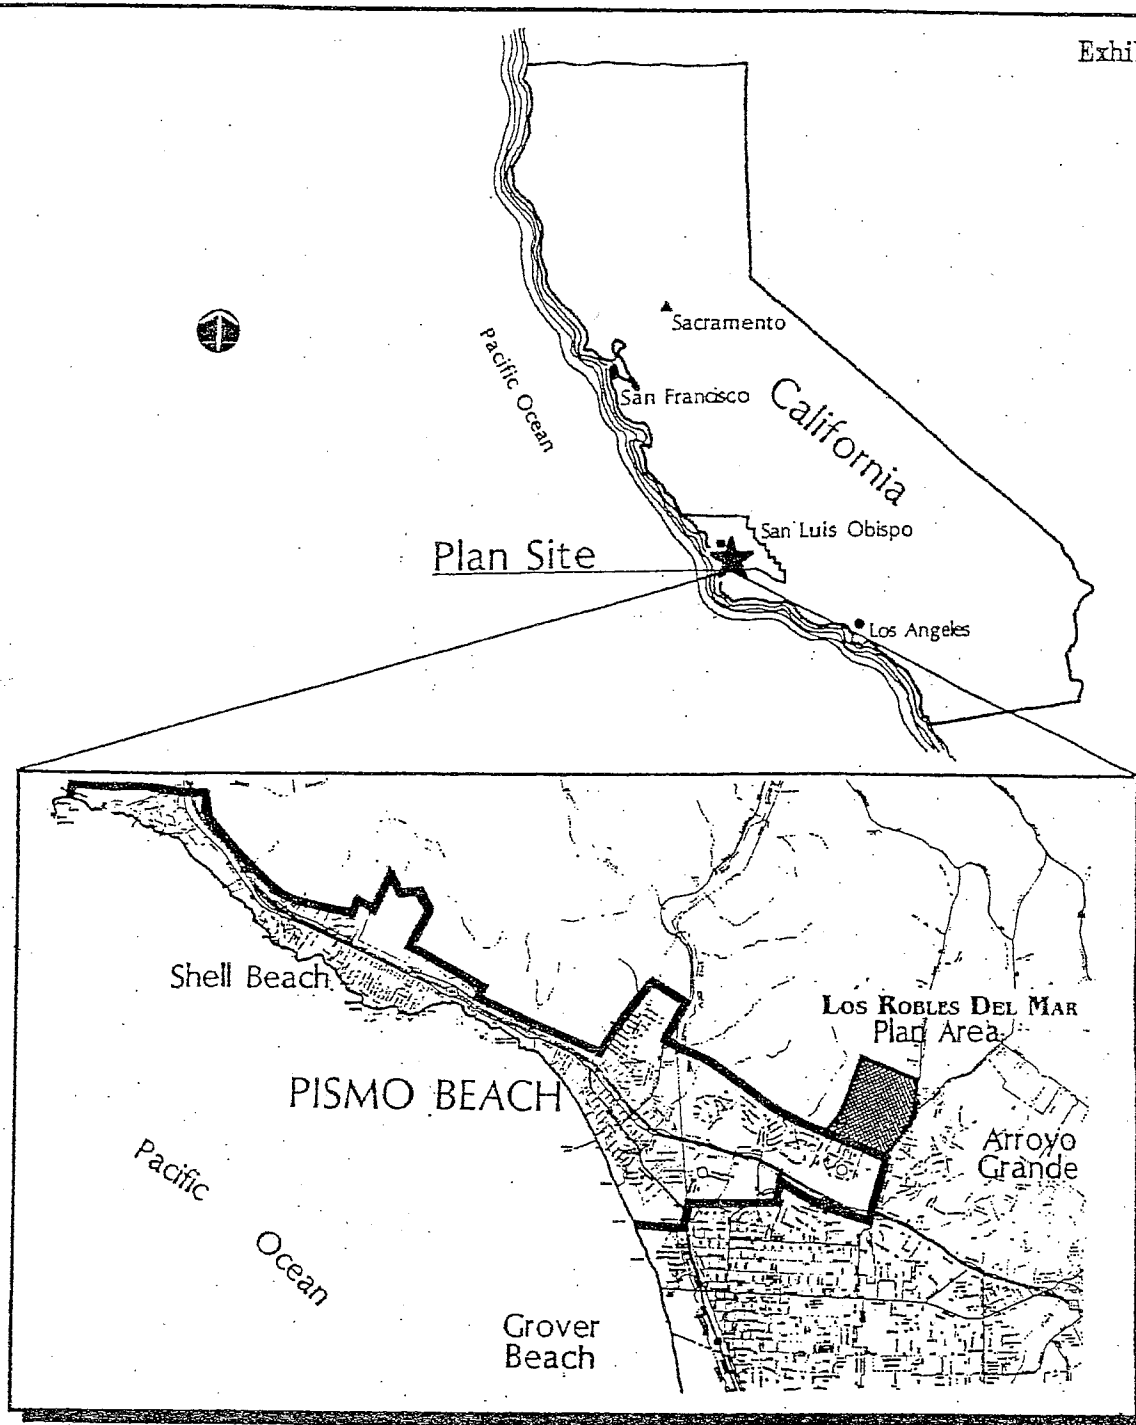 Exhi
Sacramento
Pacific Ocean
San Francisco
California
San Luis Obispo
Plan Site
Los Angeles
Shell Beach
LOS ROBLES DEL MAR
Plan Area
PISMO BEACH
Arroyo
Grande
Pacific
Ocean
Grover
Beach